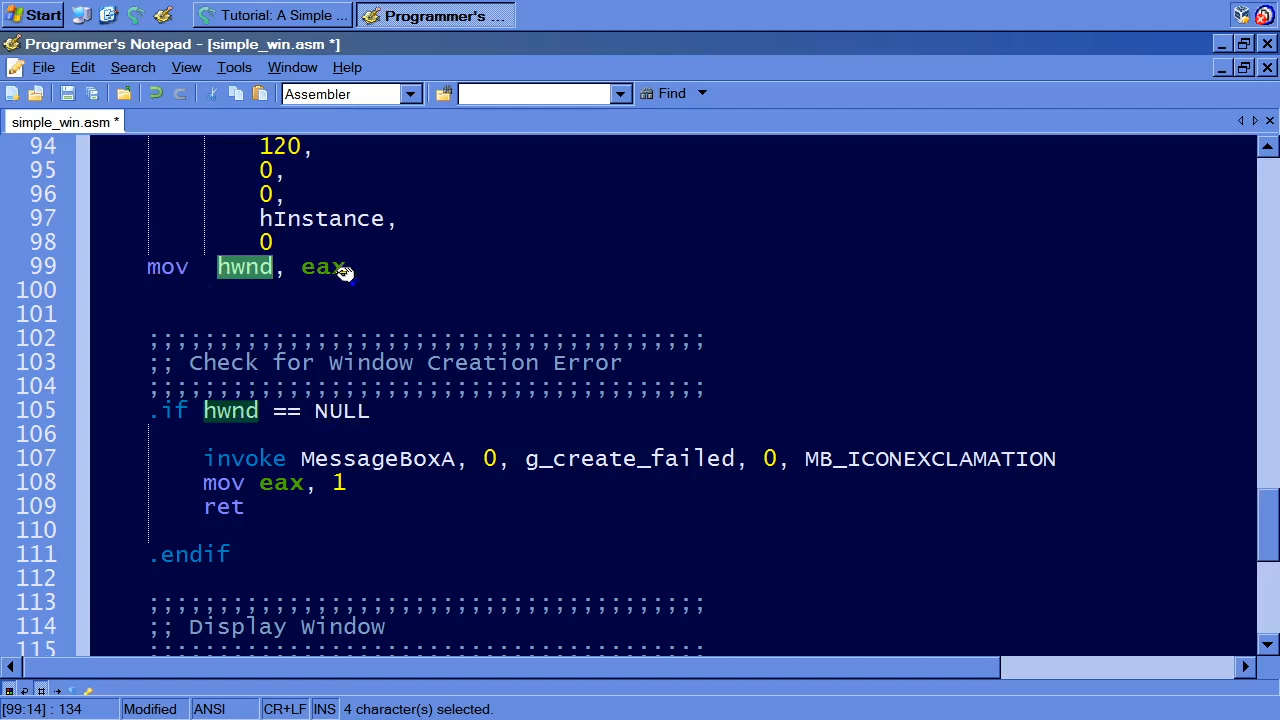 Start Tutorial: A Simple ... Programmer's ...
Programmer's Notepad - [simple_win.asm *]
File Edit Search View Tools Window Help
Assembler Find
simple_win.asm *
94 120,
95 0,
96 0,
97 hInstance,
98 0
99 mov hwnd, eax
100
101
102 ;;;;;;;;;;;;;;;;;;;;;;;;;;;;;;;;;;;;;;;;
103 ;; Check for Window Creation Error
104 ;;;;;;;;;;;;;;;;;;;;;;;;;;;;;;;;;;;;;;;;
105 .if hwnd == NULL
106
107 invoke MessageBoxA, 0, g_create_failed, 0, MB_ICONEXCLAMATION
108 mov eax, 1
109 ret
110
111 .endif
112
113 ;;;;;;;;;;;;;;;;;;;;;;;;;;;;;;;;;;;;;;;;
114 ;; Display Window
115 ;;;;;;;;;;;;;;;;;;;;;;;;;;;;;;;;;;;;;;;;
[99:14] : 134 Modified ANSI CR+LF INS 4 character(s) selected.